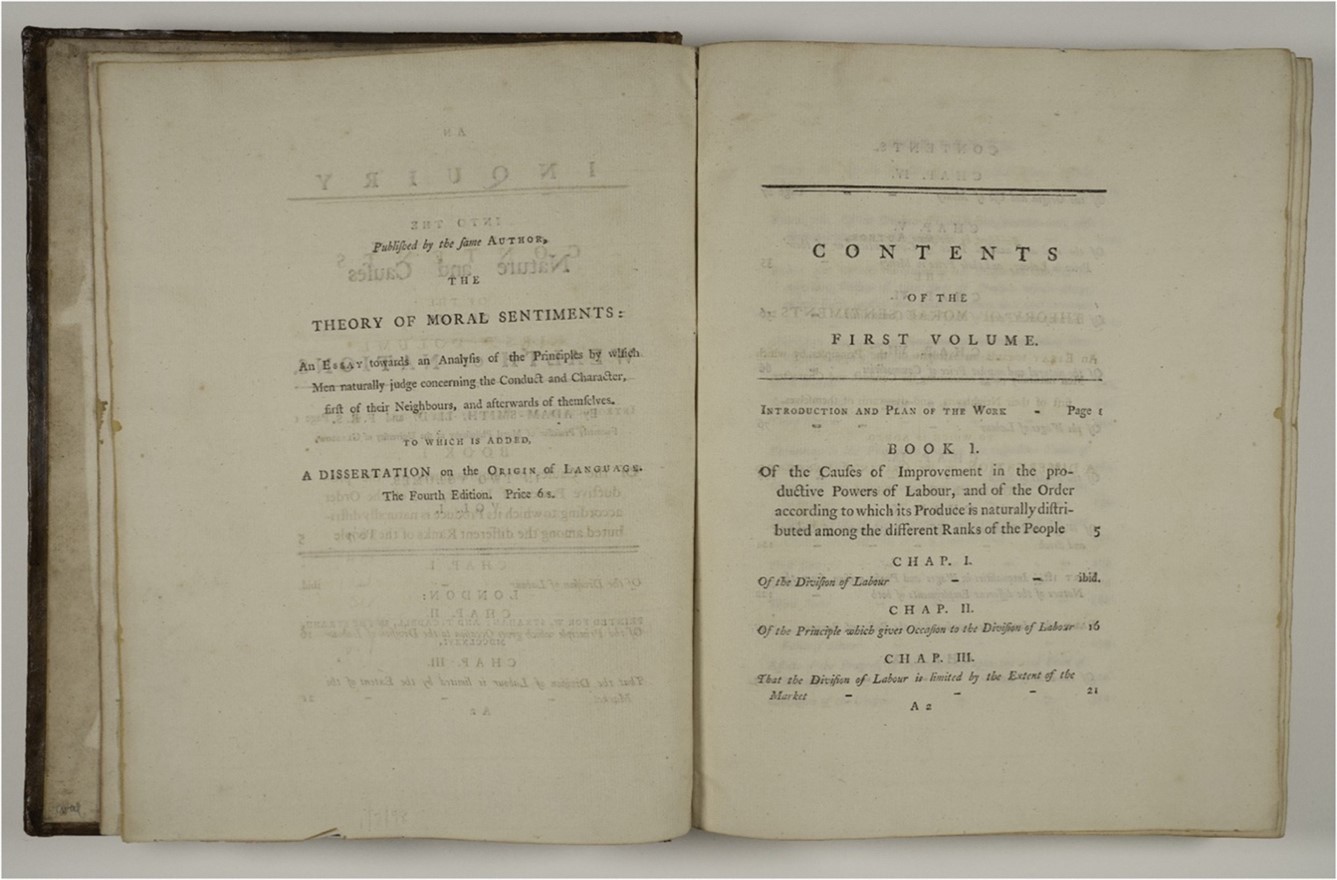 Publiſhed by the ſame AUTHOR,
THE
THEORY OF MORAL SENTIMENTS:
An ESSAY towards an Analyſis of the Principles by which
Men naturally judge concerning the Conduct and Character,
firſt of their Neighbours, and afterwards of themſelves.
TO WHICH IS ADDED,
A DISSERTATION on the ORIGIN of LANGUAGE.
The Fourth Edition. Price 6 s.
CONTENTS
OF THE
FIRST VOLUME.
INTRODUCTION AND PLAN OF THE WORK - Page 1
BOOK I.
Of the Cauſes of Improvement in the pro-
ductive Powers of Labour, and of the Order
according to which its Produce is naturally diſtri-
buted among the different Ranks of the People 5
CHAP. I.
Of the Diviſion of Labour - - ibid.
CHAP. II.
Of the Principle which gives Occaſion to the Diviſion of Labour 16
CHAP. III.
That the Diviſion of Labour is limited by the Extent of the
Market - - - 21
A 2